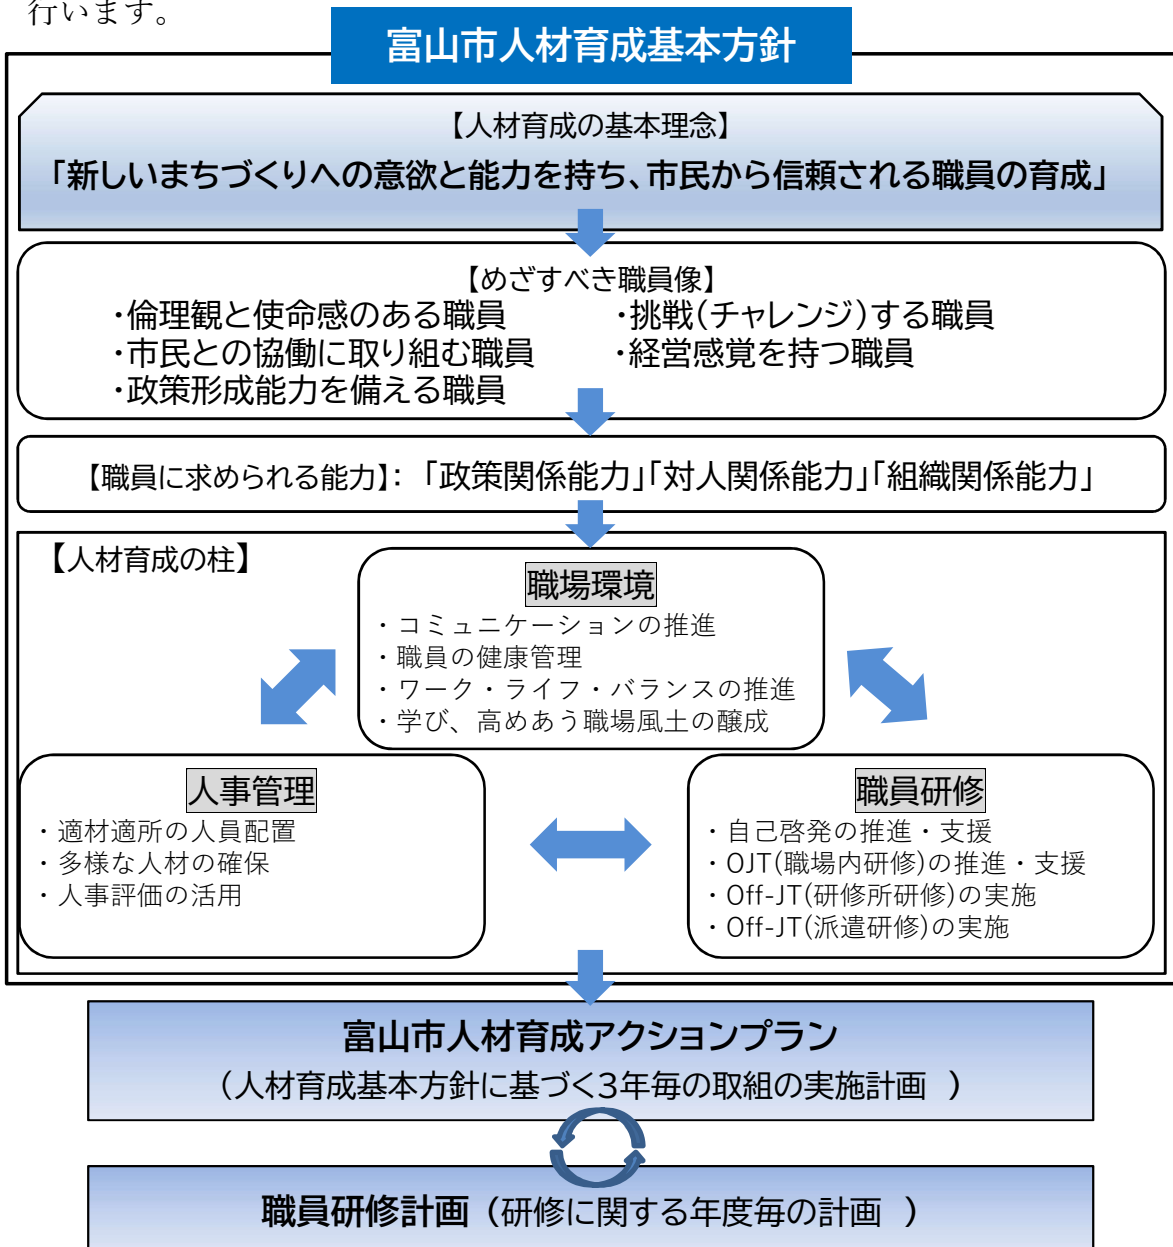 行います。
富山市人材育成基本方針
【人材育成の基本理念】
「新しいまちづくりへの意欲と能力を持ち、市民から信頼される職員の育成」
【めざすべき職員像】
・倫理観と使命感のある職員
・挑戦(チャレンジ)する職員
・市民との協働に取り組む職員
・経営感覚を持つ職員
・政策形成能力を備える職員
【職員に求められる能力】：「政策関係能力」「対人関係能力」「組織関係能力」
【人材育成の柱】
職場環境
・コミュニケーションの推進
・職員の健康管理
・ワーク・ライフ・バランスの推進
・学び、高めあう職場風土の醸成
人事管理
・適材適所の人員配置
・多様な人材の確保
・人事評価の活用
職員研修
・自己啓発の推進・支援
・OJT(職場内研修)の推進・支援
・Off-JT(研修所研修)の実施
・Off-JT(派遣研修)の実施
富山市人材育成アクションプラン
（人材育成基本方針に基づく3年毎の取組の実施計画　）
職員研修計画（研修に関する年度毎の計画　）